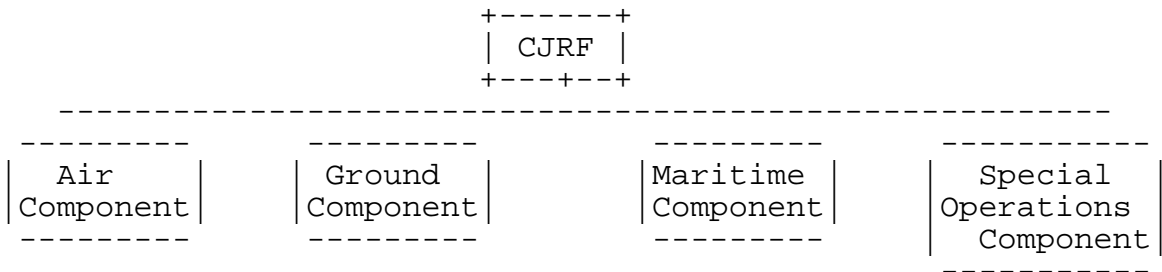 CJRF
Air Ground Maritime Special
Component Component Component Operations
Component